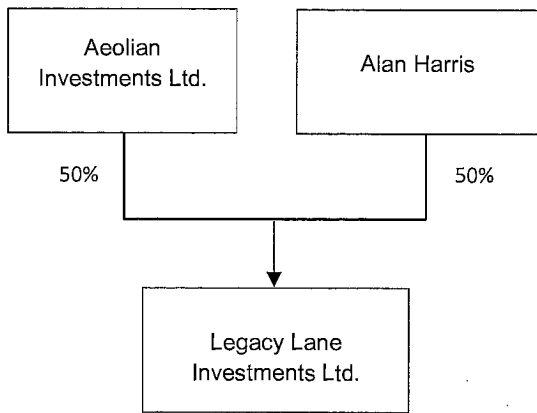 Aeolian
Investments Ltd.
Alan Harris
50%
50%
Legacy Lane
Investments Ltd.